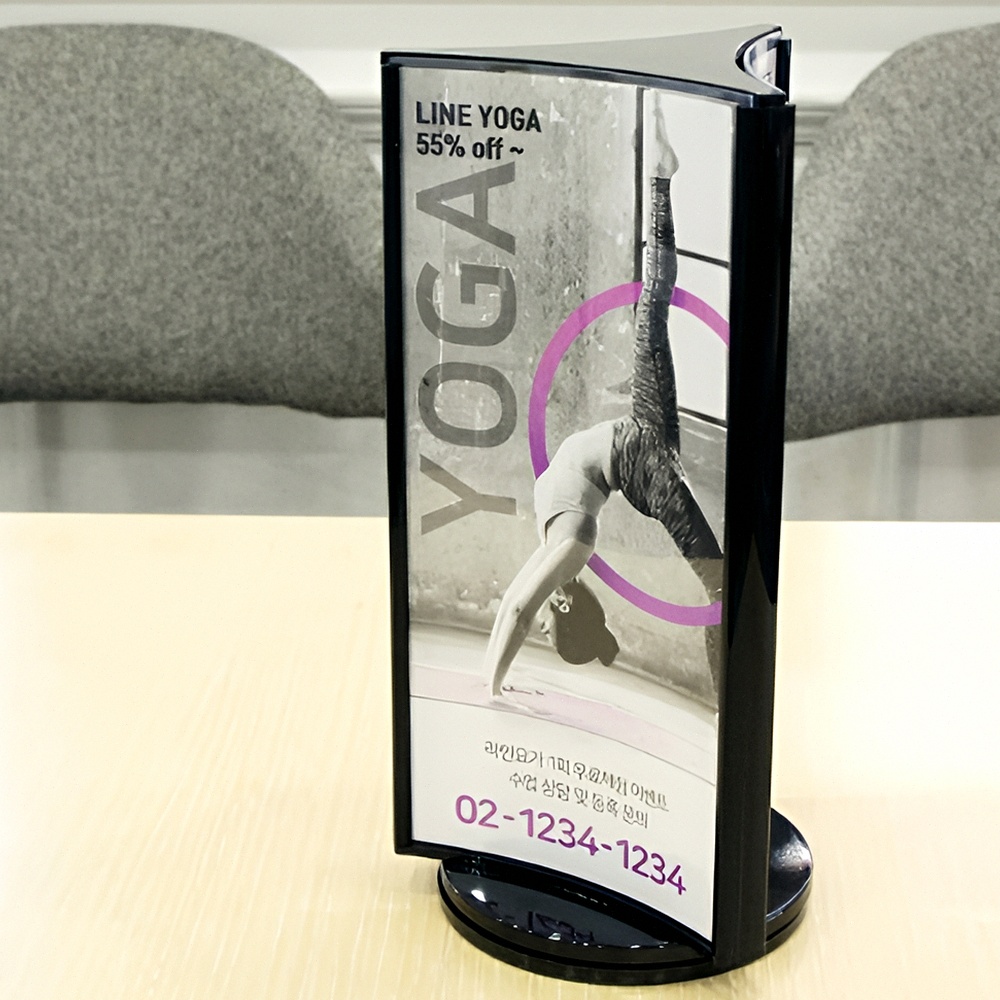 LINE YOGA
55% off ~
YOGA
라인요가 이벤트
수업 상담 및 등록 문의
02-1234-1234